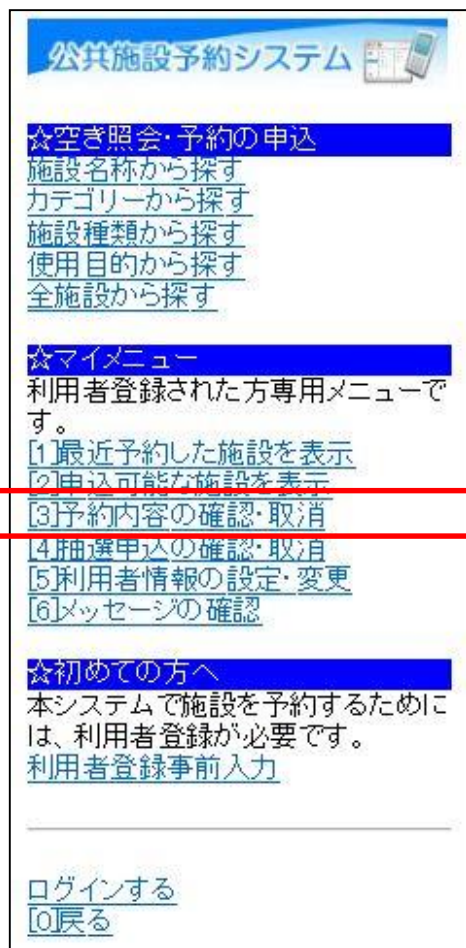 公共施設予約システム
☆空き照会･予約の申込
施設名称から探す
カテゴリーから探す
施設種類から探す
使用目的から探す
全施設から探す
☆マイメニュー
利用者登録された方専用メニューで
す。
[1]最近予約した施設を表示
[2]申込可能な施設を表示
[3]予約内容の確認･取消
[4]抽選申込の確認･取消
[5]利用者情報の設定･変更
[6]メッセージの確認
☆初めての方へ
本システムで施設を予約するために
は、利用者登録が必要です。
利用者登録事前入力
ログインする
[0]戻る